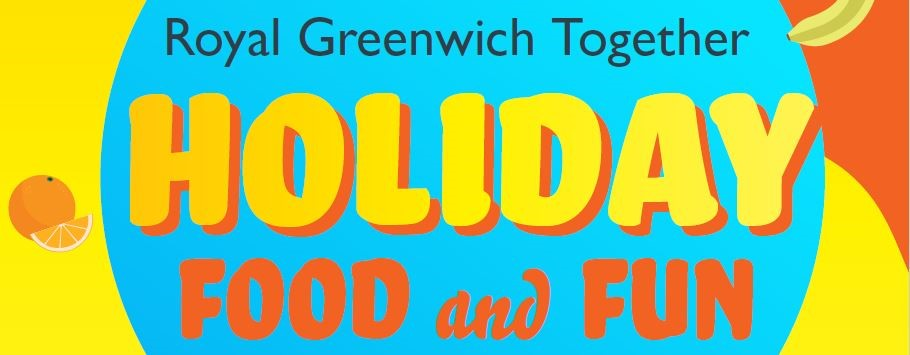 Royal Greenwich Together
HOLIDAY
FOOD and FUN